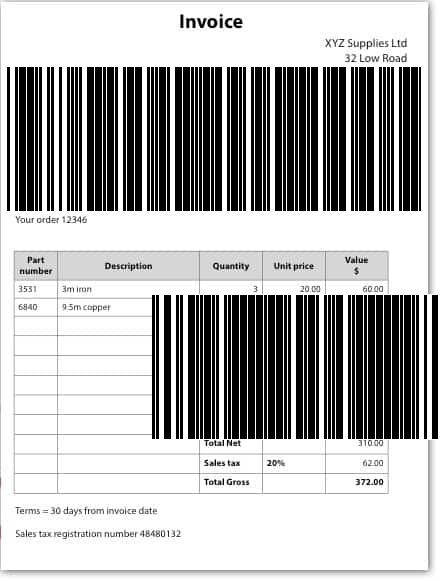 Invoice
XYZ Supplies Ltd
32 Low Road
Your order 12346
Part number Description Quantity Unit price Value $
3531 3m iron 3 20.00 60.00
6840 9.5m copper
Total Net 310.00
Sales tax 20% 62.00
Total Gross 372.00
Terms = 30 days from invoice date
Sales tax registration number 48480132